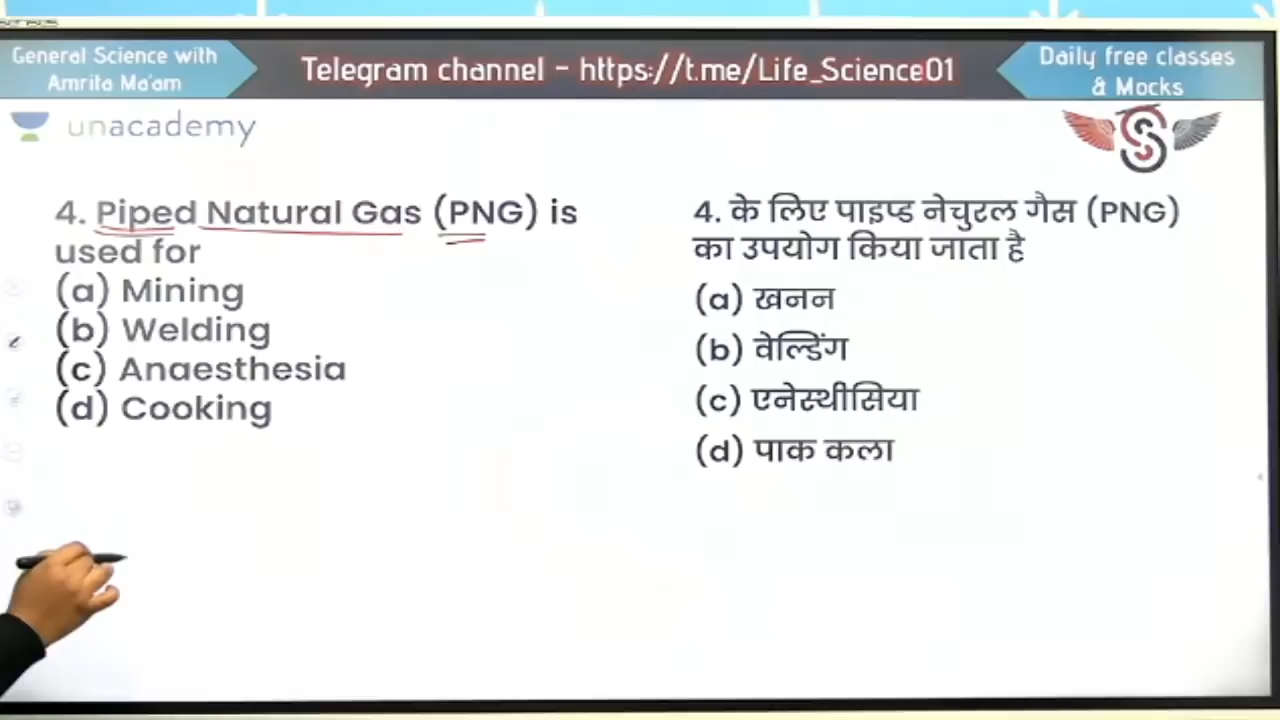 General Science with
Amrita Ma'am
Telegram channel - https://t.me/Life_Science01
Daily free classes
& Mocks
unacademy
4. Piped Natural Gas (PNG) is
used for
(a) Mining
(b) Welding
(c) Anaesthesia
(d) Cooking
4. के लिए पाइप्ड नेचुरल गैस (PNG)
का उपयोग किया जाता है
(a) खनन
(b) वेल्डिंग
(c) एनेस्थीसिया
(d) पाक कला